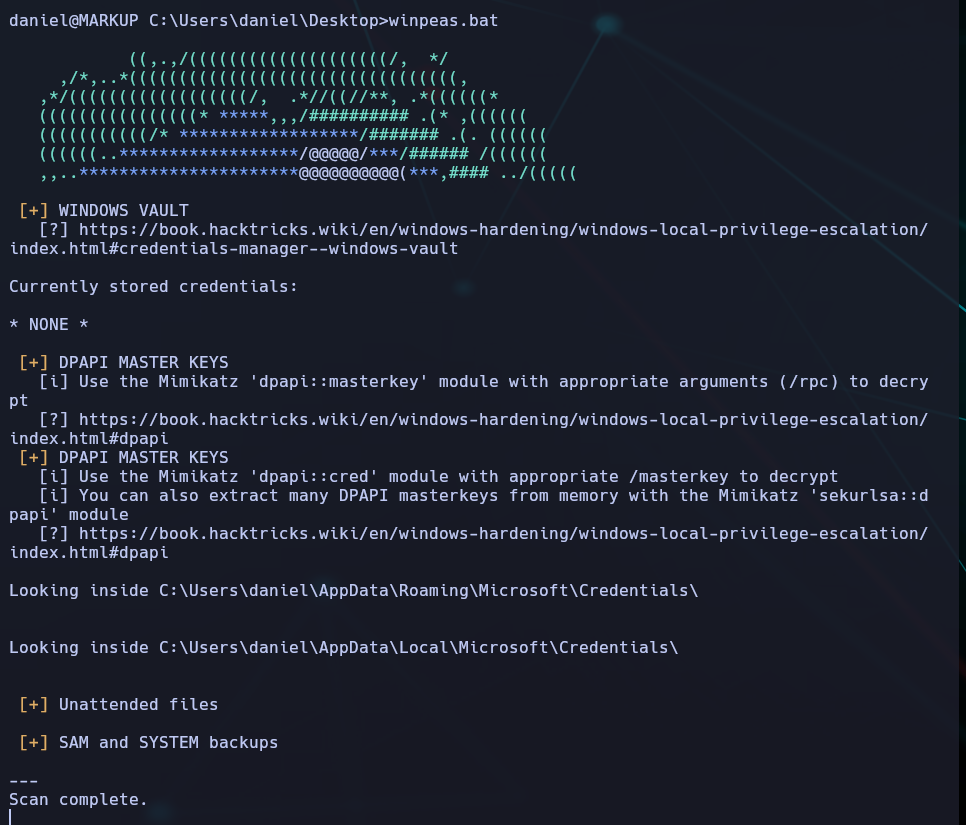 daniel@MARKUP C:\Users\daniel\Desktop>winpeas.bat
            ((,.,/((((((((((((((((((((/,  */
     ,/*,..*((((((((((((((((((((((((((((((((((,
   ,*/((((((((((((((((((/,  .*//((//**, .*((((((*
   ((((((((((((((((* *****,,,/########## .(* ,((((((
   (((((((((((/* ******************/####### .(. ((((((
   ((((((..******************/@@@@@/***/###### /((((((
   ,,..**********************@@@@@@@@@@(***,#### ../(((((
 [+] WINDOWS VAULT
   [?] https://book.hacktricks.wiki/en/windows-hardening/windows-local-privilege-escalation/
index.html#credentials-manager--windows-vault
Currently stored credentials:
* NONE *
 [+] DPAPI MASTER KEYS
   [i] Use the Mimikatz 'dpapi::masterkey' module with appropriate arguments (/rpc) to decry
pt
   [?] https://book.hacktricks.wiki/en/windows-hardening/windows-local-privilege-escalation/
index.html#dpapi
 [+] DPAPI MASTER KEYS
   [i] Use the Mimikatz 'dpapi::cred' module with appropriate /masterkey to decrypt
   [i] You can also extract many DPAPI masterkeys from memory with the Mimikatz 'sekurlsa::d
papi' module
   [?] https://book.hacktricks.wiki/en/windows-hardening/windows-local-privilege-escalation/
index.html#dpapi
Looking inside C:\Users\daniel\AppData\Roaming\Microsoft\Credentials\
Looking inside C:\Users\daniel\AppData\Local\Microsoft\Credentials\
 [+] Unattended files
 [+] SAM and SYSTEM backups
---
Scan complete.